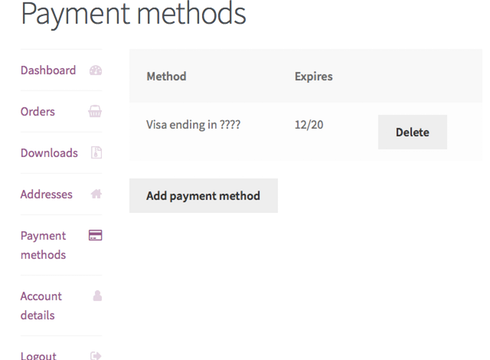 Payment methods
Dashboard
Orders
Downloads
Addresses
Payment
methods
Account
details
Logout
Method Expires
Visa ending in ???? 12/20 Delete
Add payment method